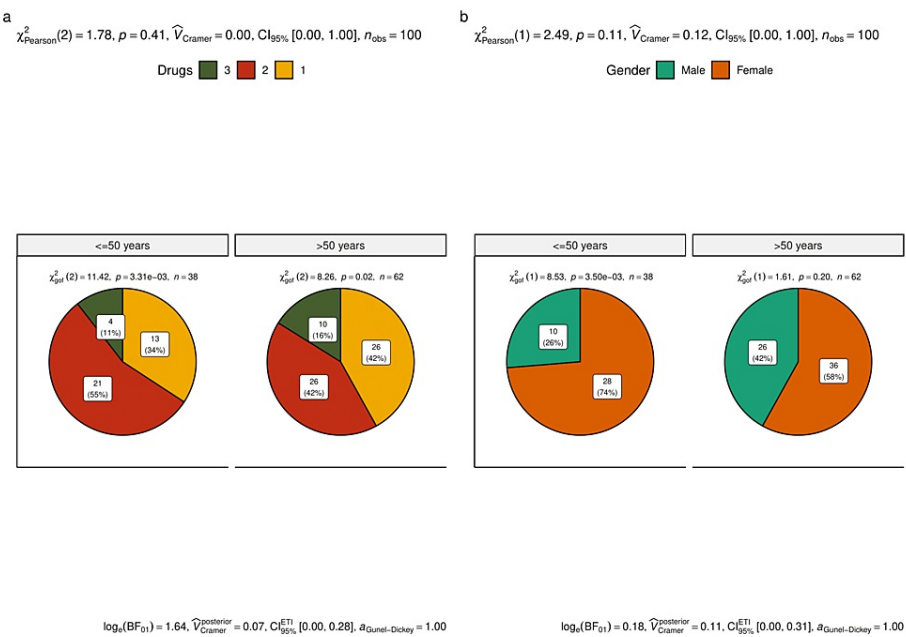 a
χ²Pearson(2) = 1.78, p = 0.41, V̂Cramer = 0.00, CI95% [0.00, 1.00], nobs = 100
Drugs 3 2 1
<=50 years
>50 years
χ²gof (2) = 11.42, p = 3.31e−03, n = 38
χ²gof (2) = 8.26, p = 0.02, n = 62
4
(11%)
13
(34%)
21
(55%)
10
(16%)
26
(42%)
26
(42%)
loge(BF01) = 1.64, V̂Cramer posterior = 0.07, CI95% ETI [0.00, 0.28], aGunel−Dickey = 1.00
b
χ²Pearson(1) = 2.49, p = 0.11, V̂Cramer = 0.12, CI95% [0.00, 1.00], nobs = 100
Gender Male Female
<=50 years
>50 years
χ²gof (1) = 8.53, p = 3.50e−03, n = 38
χ²gof (1) = 1.61, p = 0.20, n = 62
10
(26%)
28
(74%)
26
(42%)
36
(58%)
loge(BF01) = 0.18, V̂Cramer posterior = 0.11, CI95% ETI [0.00, 0.31], aGunel−Dickey = 1.00